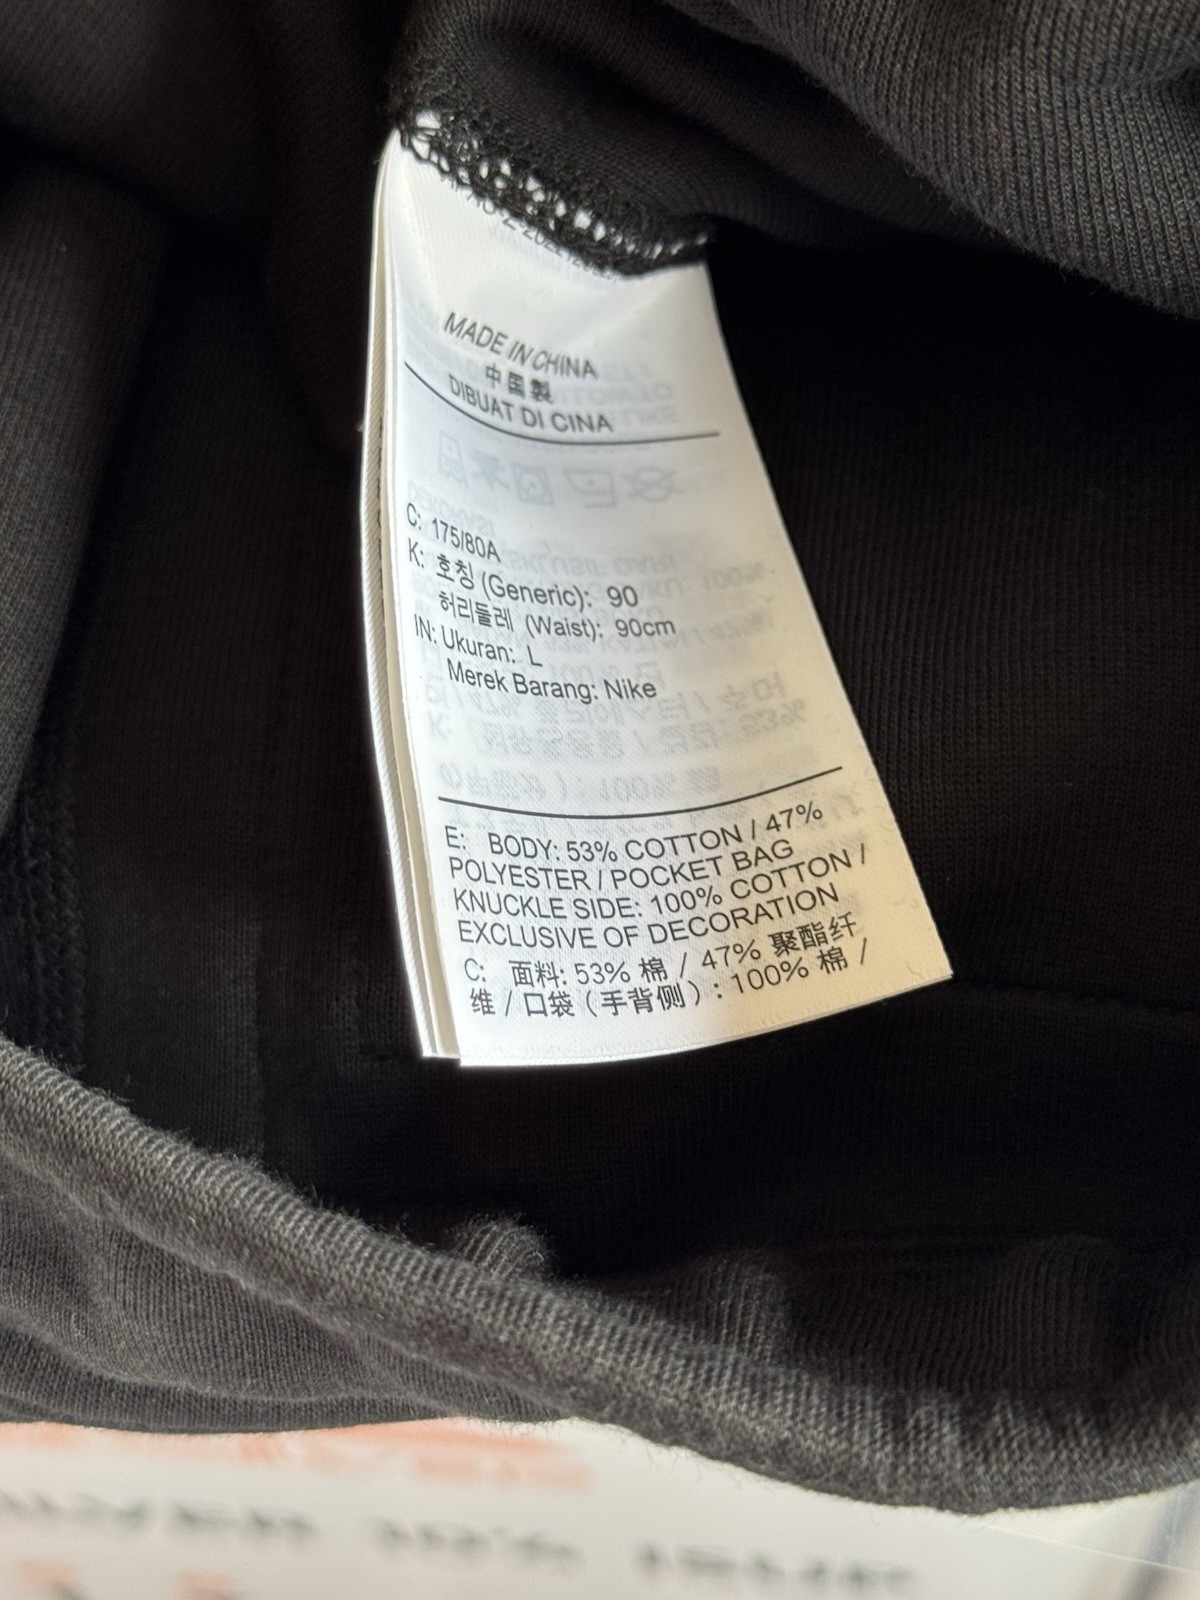 MADE IN CHINA
中国製
DIBUAT DI CINA
C: 175/80A
K: 호칭 (Generic): 90
허리둘레 (Waist): 90cm
IN: Ukuran: L
Merek Barang: Nike
E: BODY: 53% COTTON / 47%
POLYESTER / POCKET BAG
KNUCKLE SIDE: 100% COTTON /
EXCLUSIVE OF DECORATION
C: 面料: 53% 棉 / 47% 聚酯纤
维 / 口袋 (手背侧) : 100% 棉 /